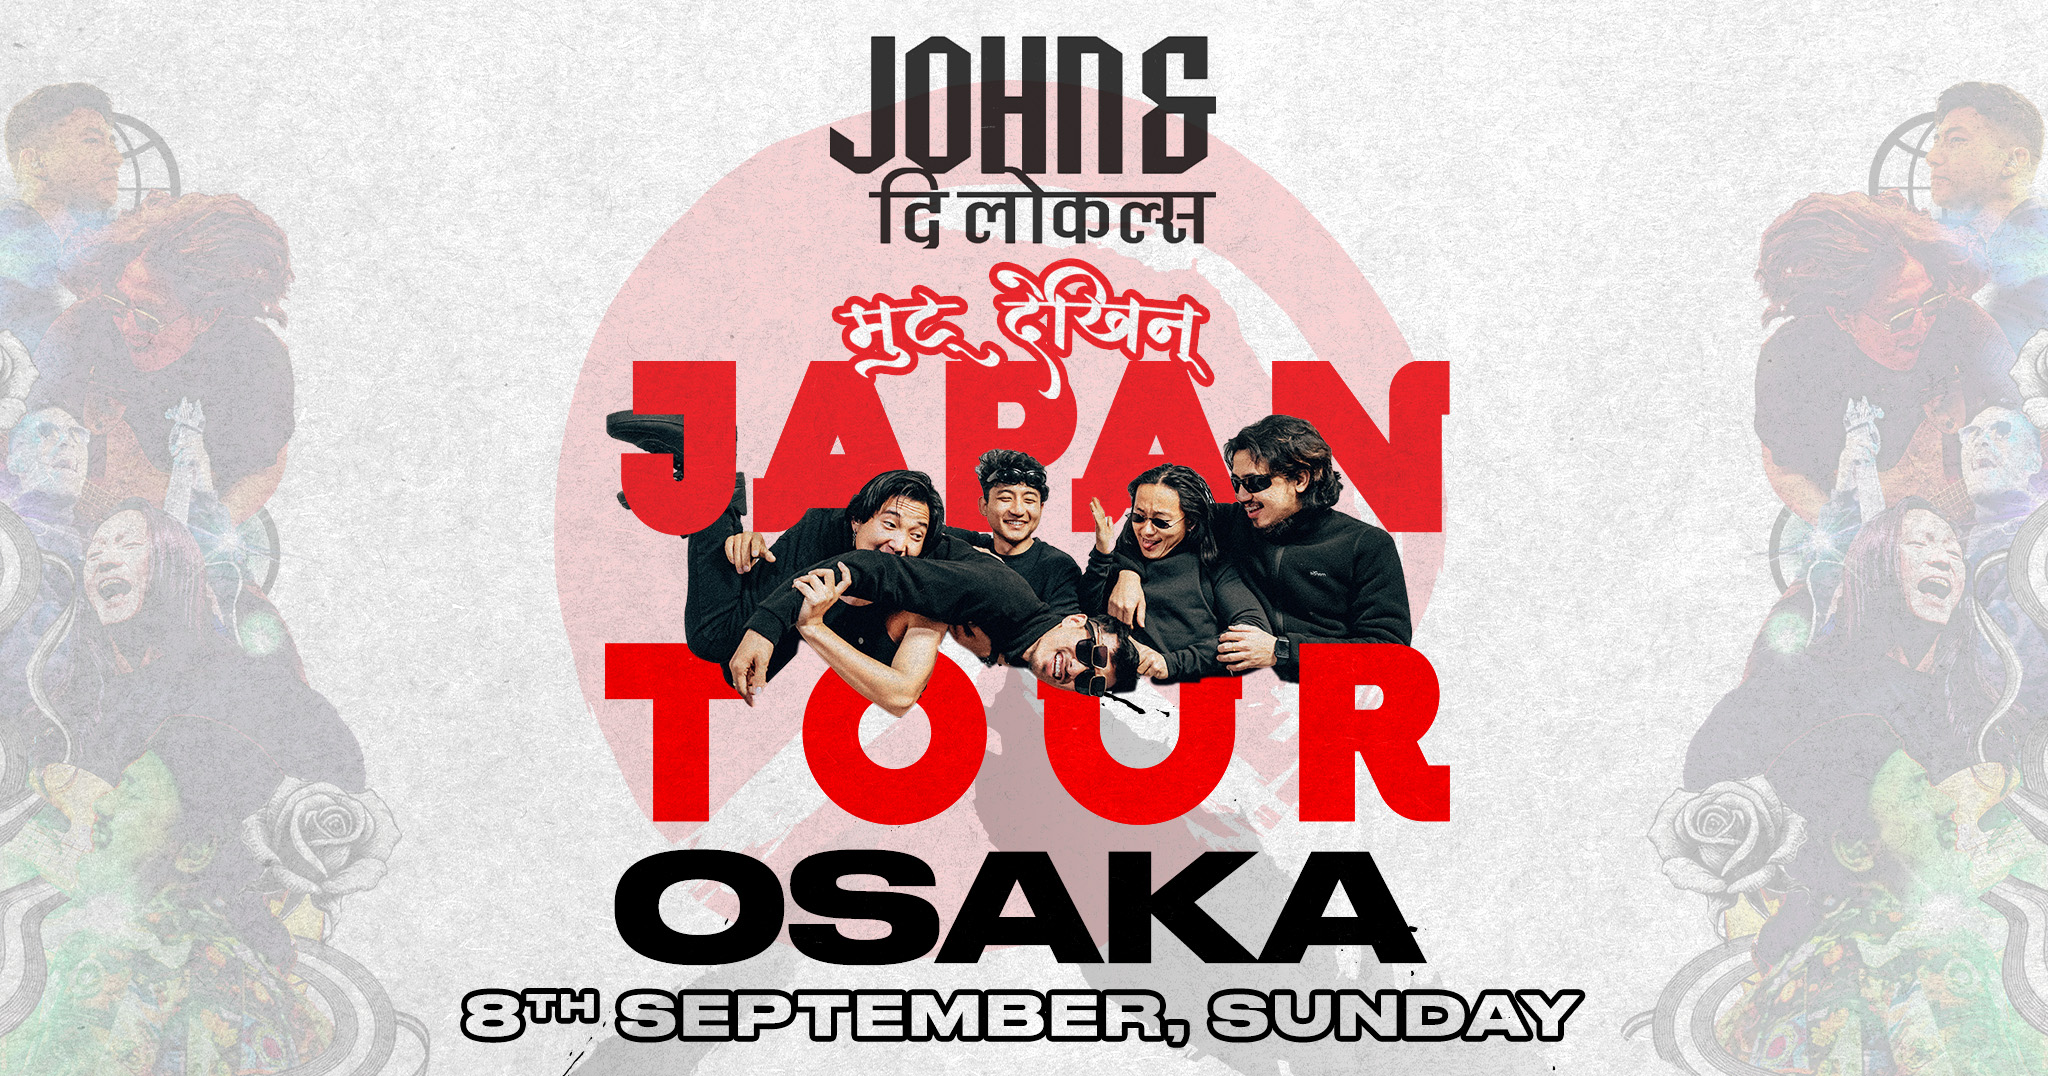 JOHN &
दि लोकल्स
मुटु देखिन्
JAPAN
TOUR
OSAKA
8TH SEPTEMBER, SUNDAY